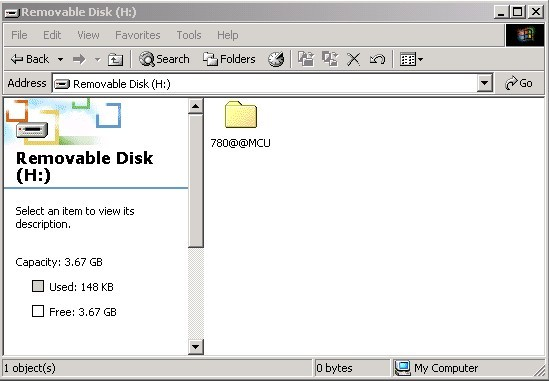 Removable Disk (H:)
File Edit View Favorites Tools Help
Back Search Folders
Address Removable Disk (H:) Go
780@@MCU
Removable Disk
(H:)
Select an item to view its
description.
Capacity: 3.67 GB
Used: 148 KB
Free: 3.67 GB
1 object(s) 0 bytes My Computer